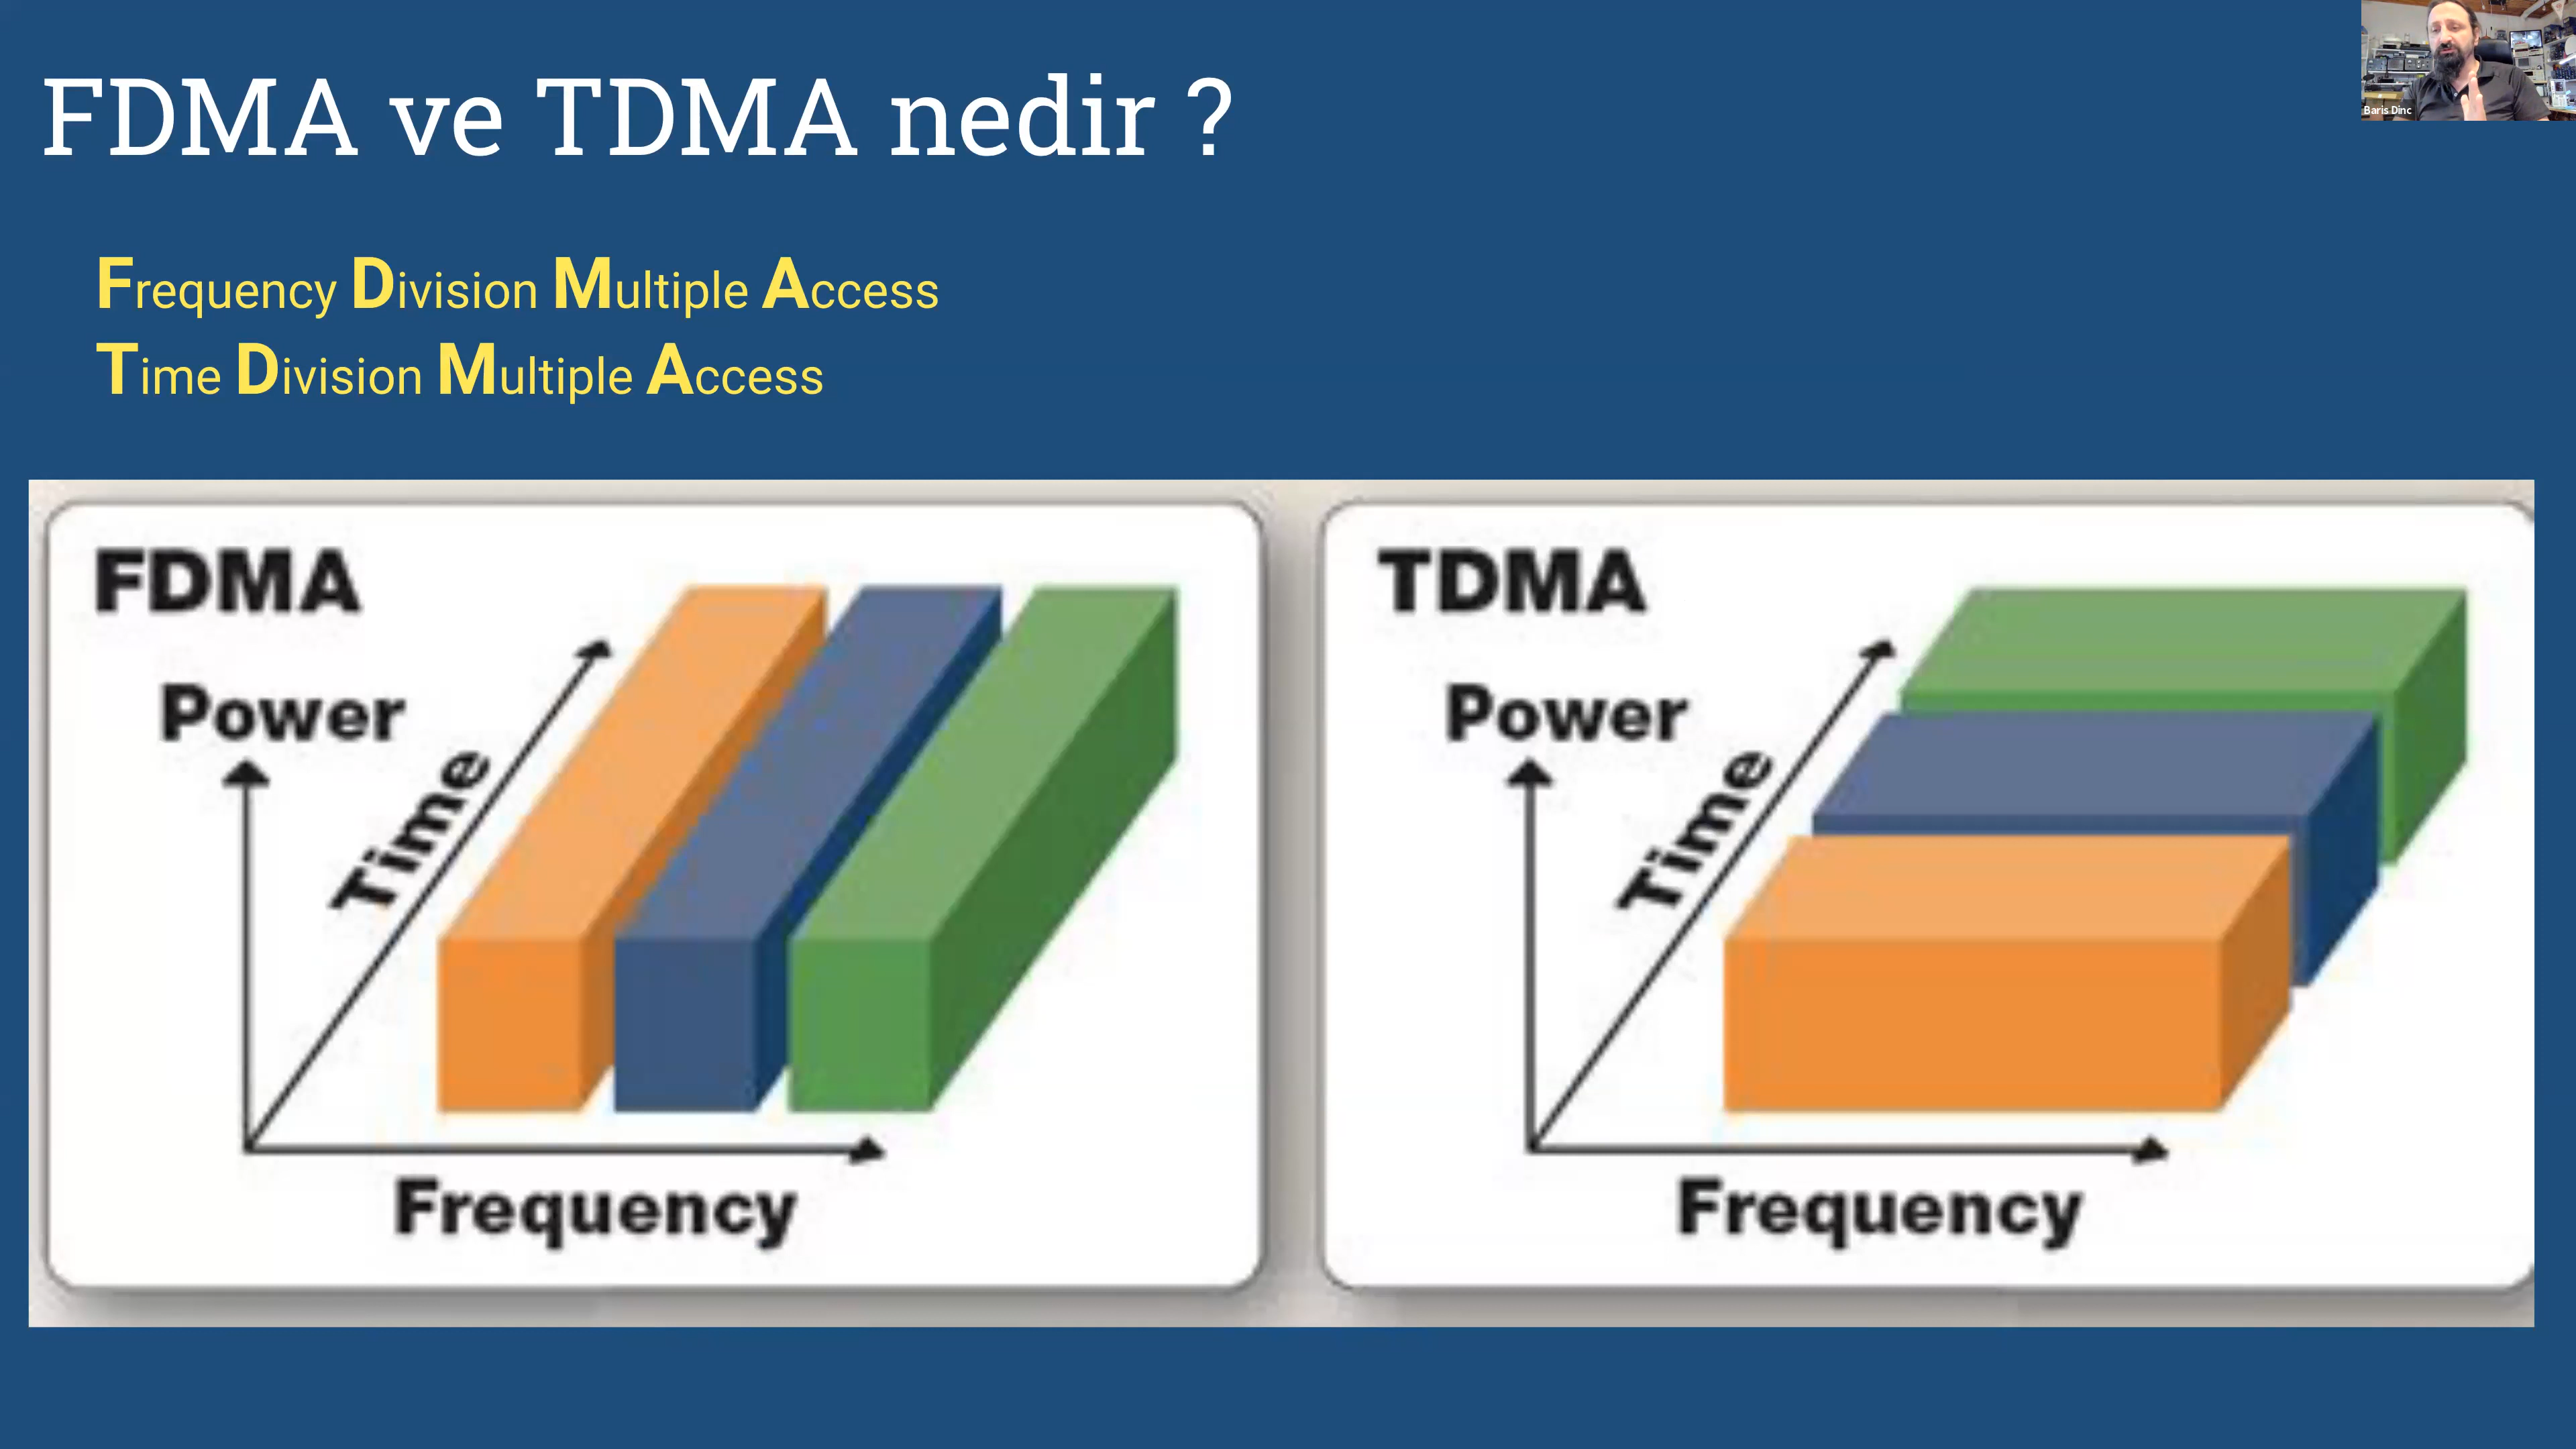 FDMA ve TDMA nedir ?
Baris Dinc
Frequency Division Multiple Access
Time Division Multiple Access
FDMA
Power
Time
Frequency
TDMA
Power
Time
Frequency